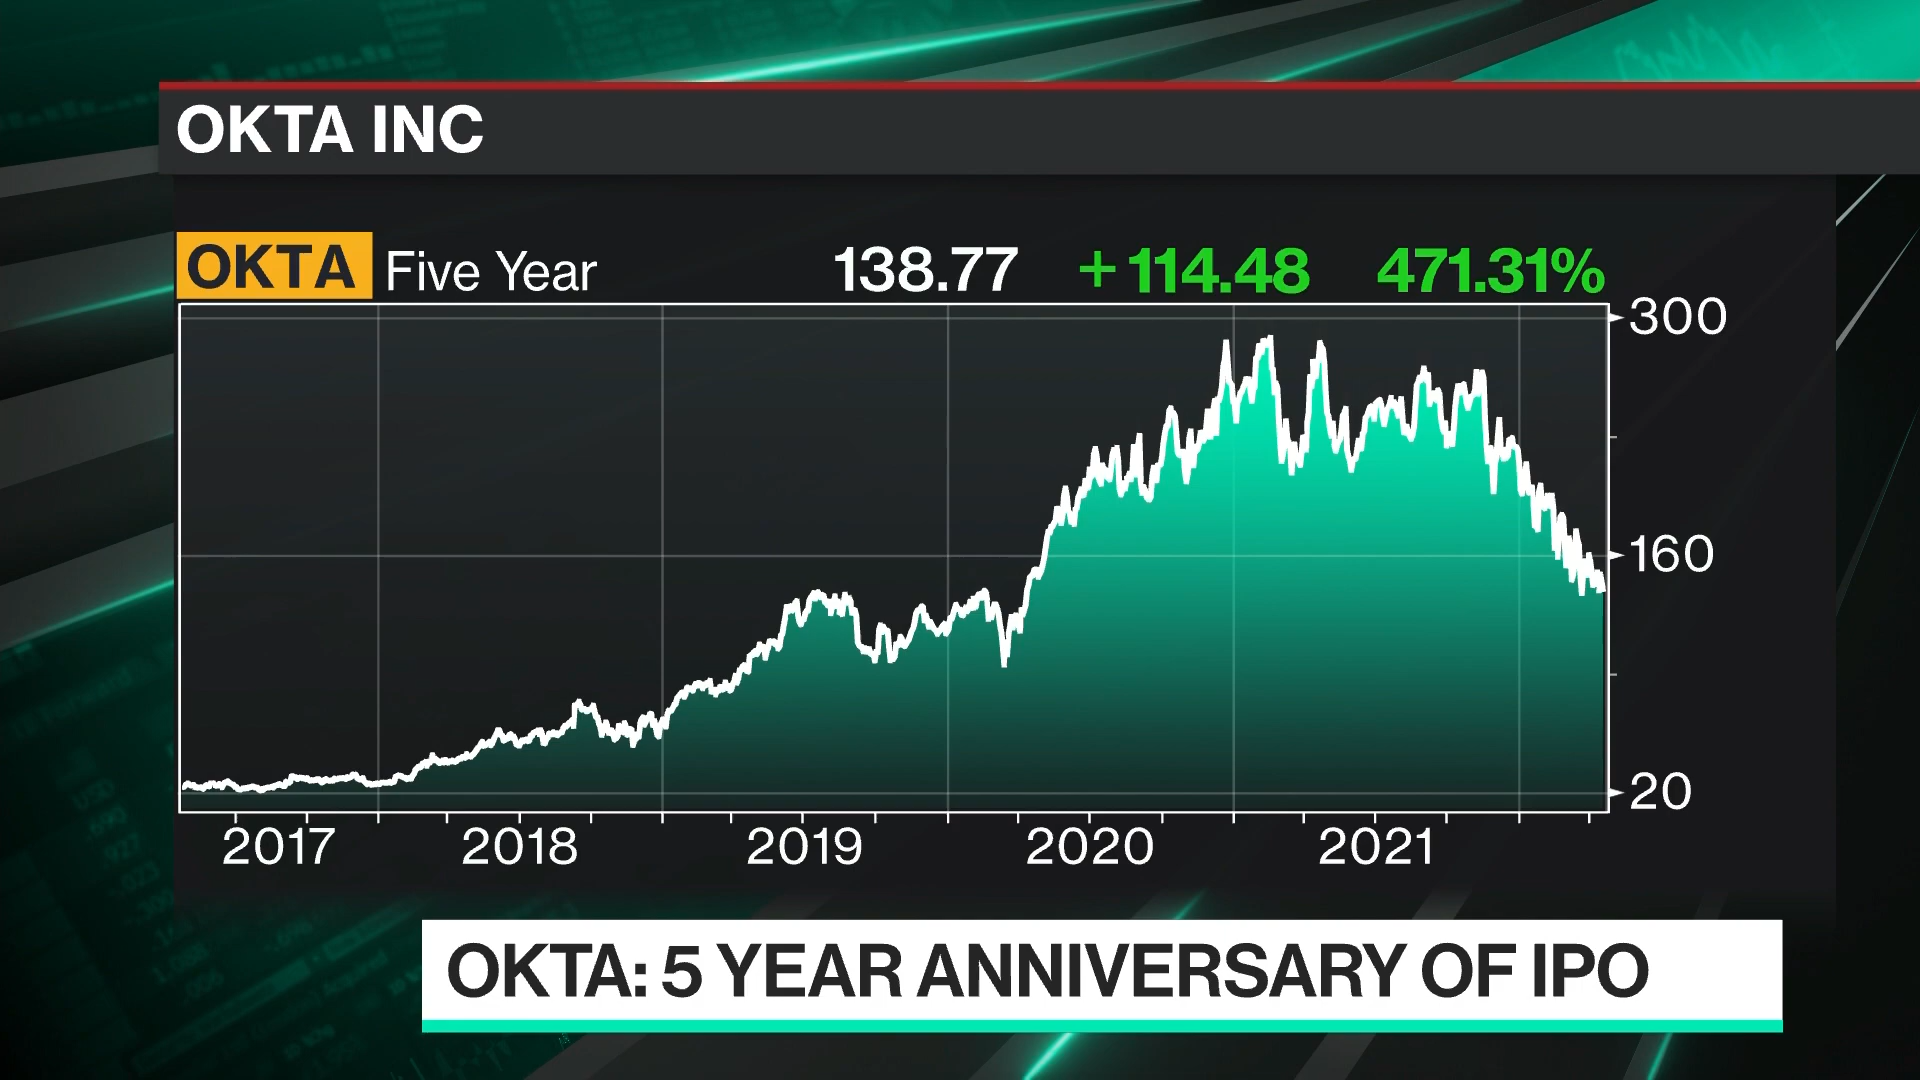 OKTA INC
OKTA Five Year 138.77 +114.48 471.31%
300
160
20
2017 2018 2019 2020 2021
OKTA: 5 YEAR ANNIVERSARY OF IPO